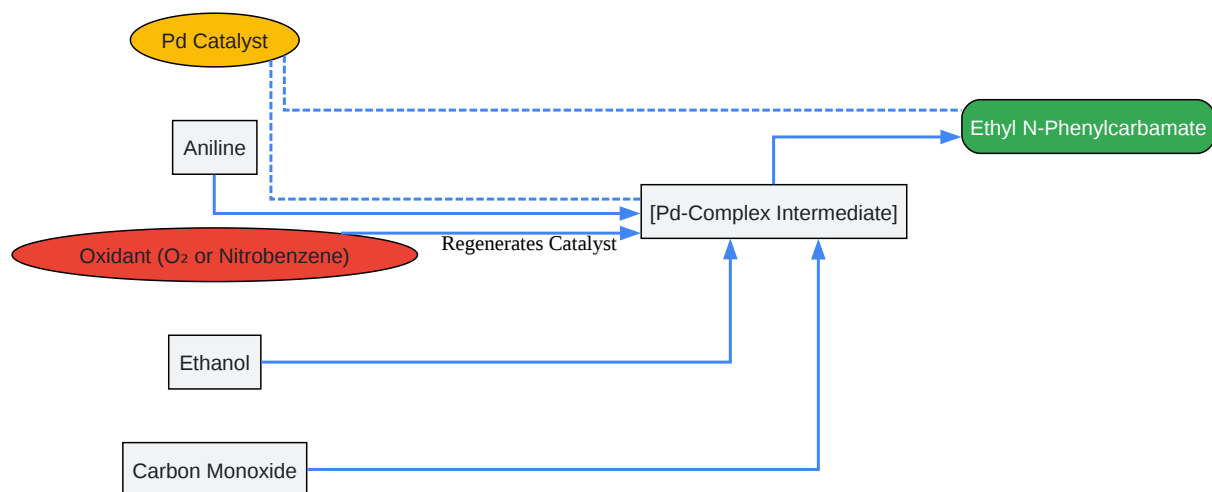 Pd Catalyst
Ethyl N-Phenylcarbamate
Aniline
[Pd-Complex Intermediate]
Regenerates Catalyst
Oxidant (O₂ or Nitrobenzene)
Ethanol
Carbon Monoxide